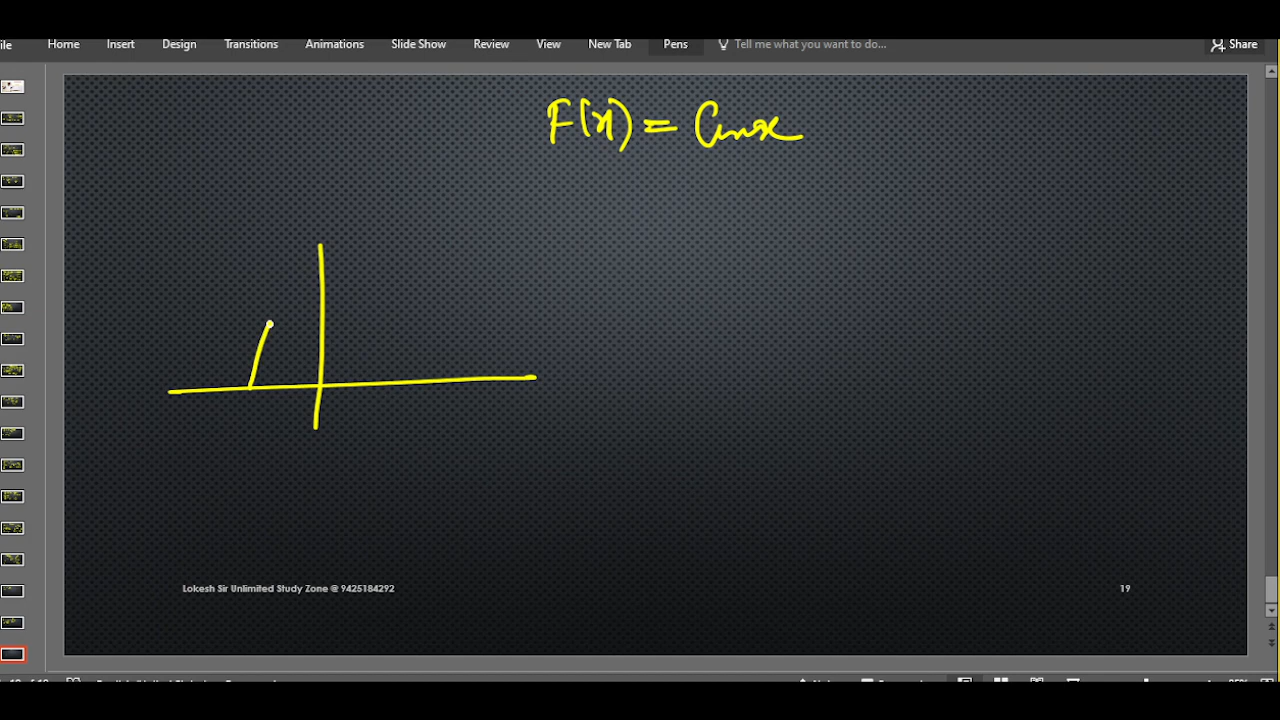 File Home Insert Design Transitions Animations Slide Show Review View New Tab Pens Tell me what you want to do... Share
F(x) = Cosx
Lokesh Sir Unlimited Study Zone @ 9425184292 19